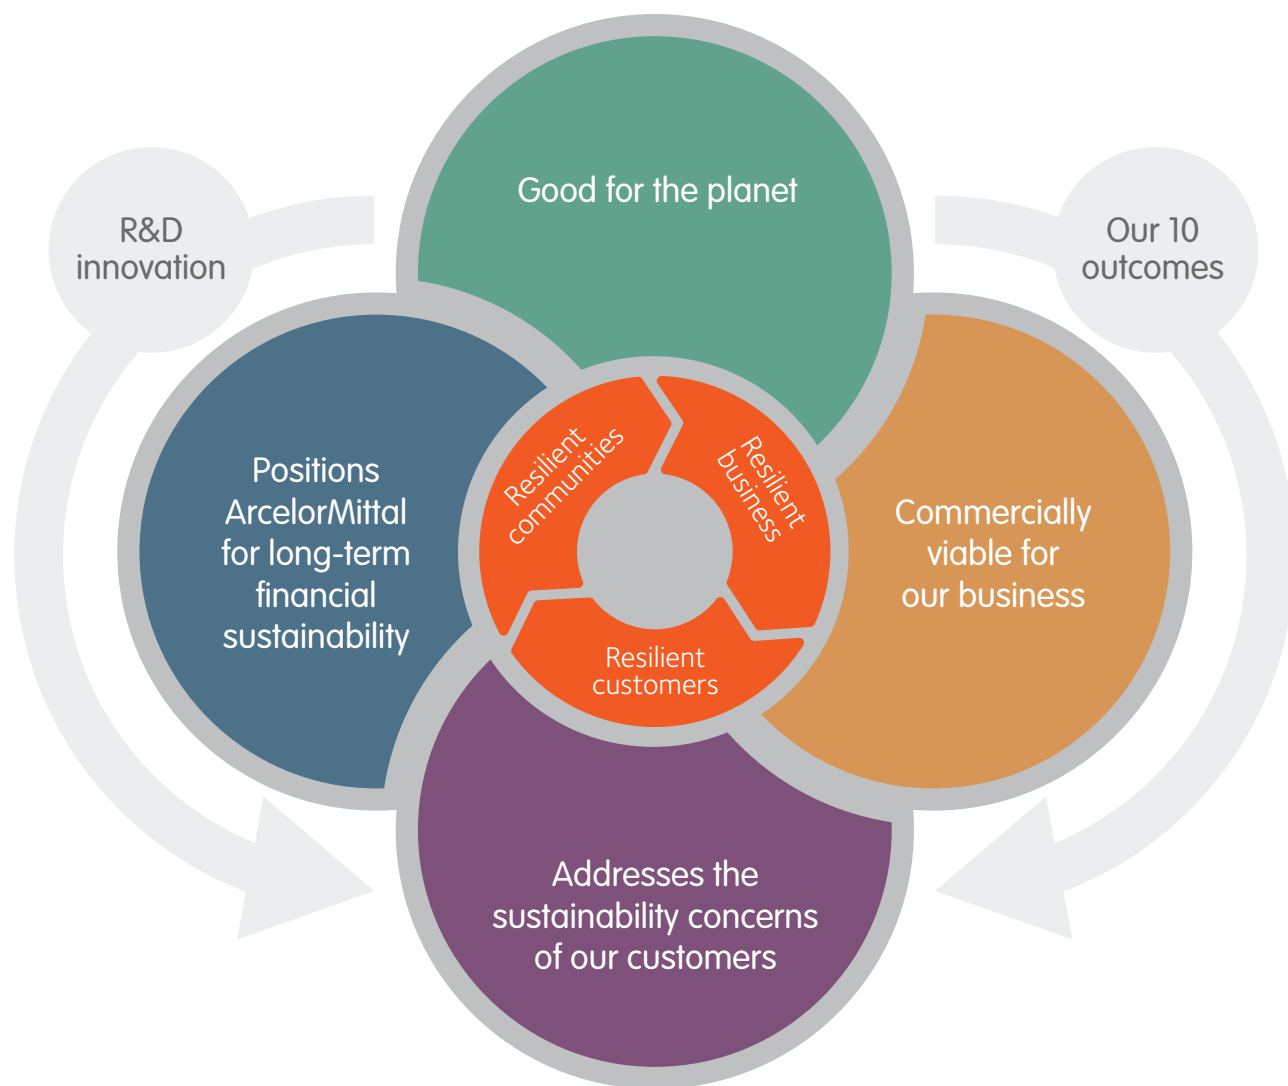 Good for the planet
R&D
innovation
Our 10
outcomes
Positions
ArcelorMittal
for long-term
financial
sustainability
Resilient
communities
Resilient
business
Resilient
customers
Commercially
viable for
our business
Addresses the
sustainability concerns
of our customers